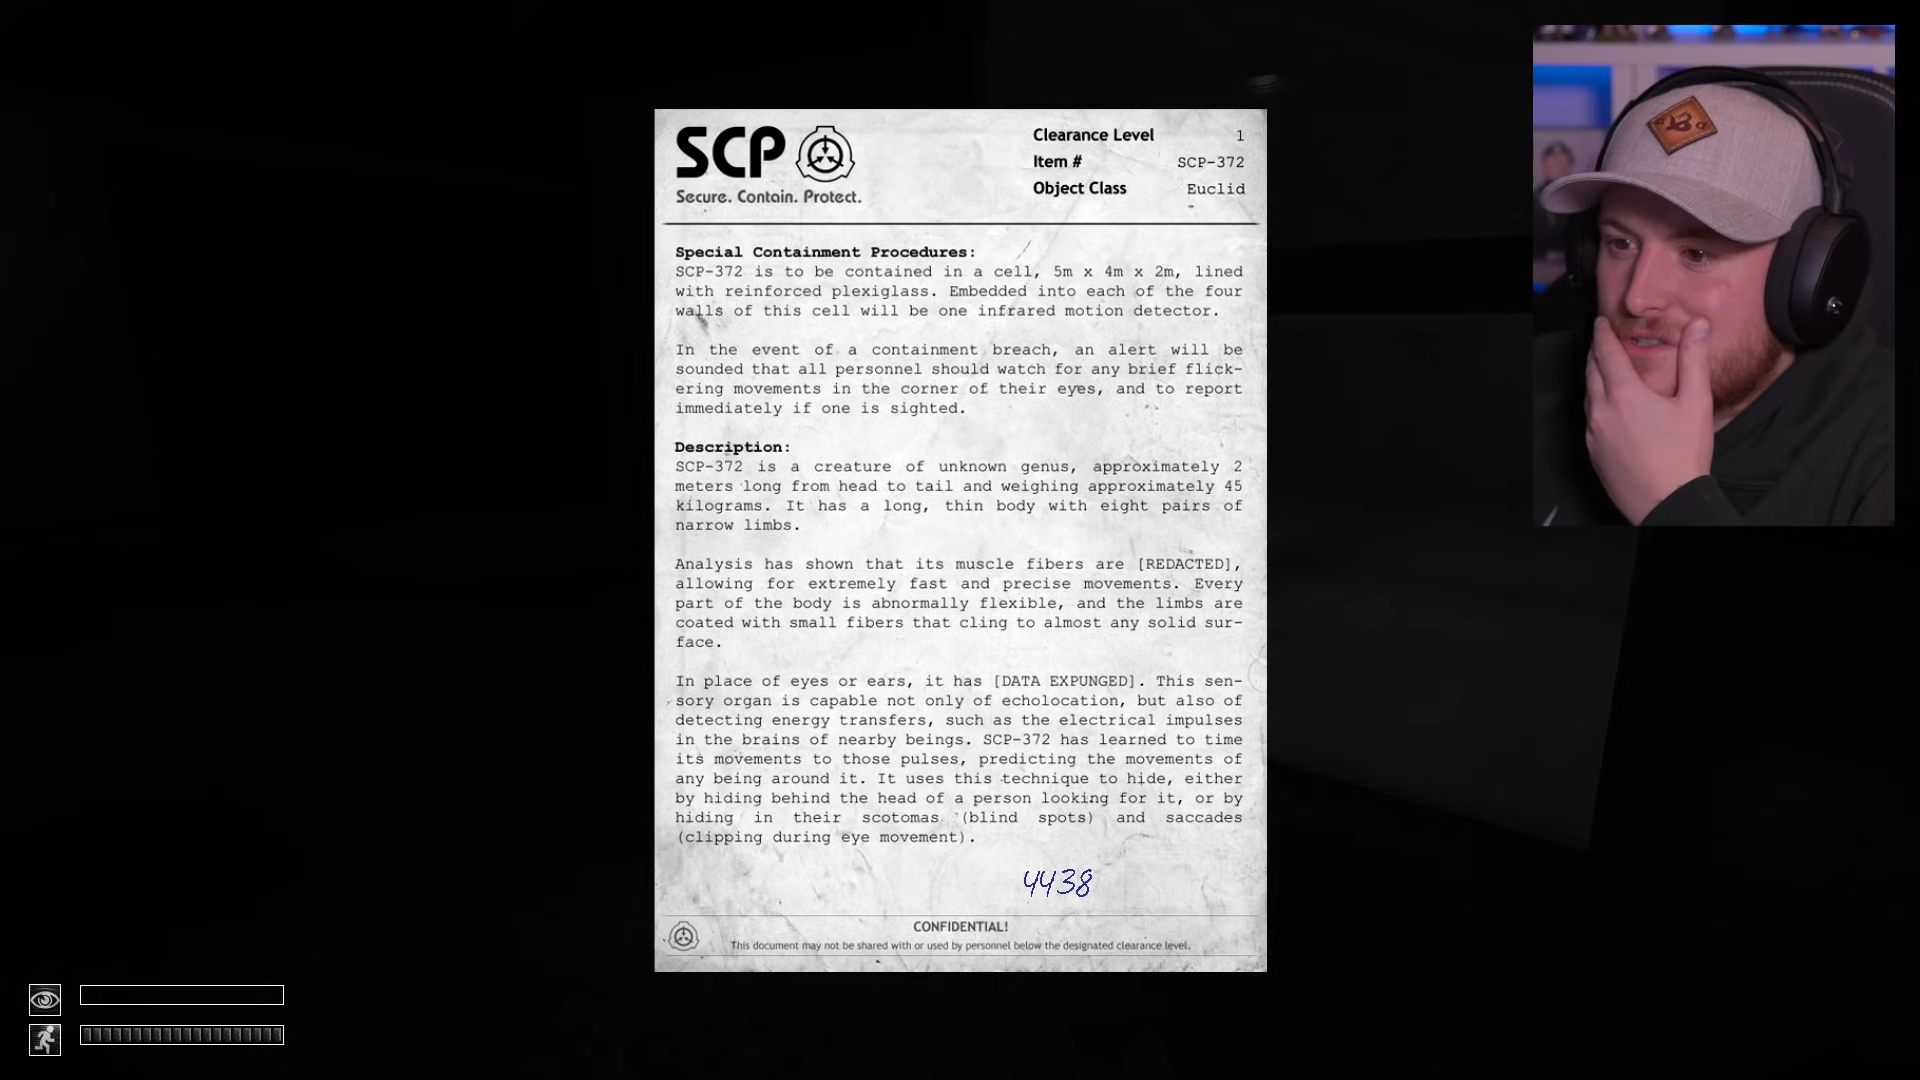 SCP
Secure. Contain. Protect.
Clearance Level 1
Item # SCP-372
Object Class Euclid
Special Containment Procedures:
SCP-372 is to be contained in a cell, 5m x 4m x 2m, lined
with reinforced plexiglass. Embedded into each of the four
walls of this cell will be one infrared motion detector.
In the event of a containment breach, an alert will be
sounded that all personnel should watch for any brief flick-
ering movements in the corner of their eyes, and to report
immediately if one is sighted.
Description:
SCP-372 is a creature of unknown genus, approximately 2
meters long from head to tail and weighing approximately 45
kilograms. It has a long, thin body with eight pairs of
narrow limbs.
Analysis has shown that its muscle fibers are [REDACTED],
allowing for extremely fast and precise movements. Every
part of the body is abnormally flexible, and the limbs are
coated with small fibers that cling to almost any solid sur-
face.
In place of eyes or ears, it has [DATA EXPUNGED]. This sen-
sory organ is capable not only of echolocation, but also of
detecting energy transfers, such as the electrical impulses
in the brains of nearby beings. SCP-372 has learned to time
its movements to those pulses, predicting the movements of
any being around it. It uses this technique to hide, either
by hiding behind the head of a person looking for it, or by
hiding in their scotomas (blind spots) and saccades
(clipping during eye movement).
4438
CONFIDENTIAL!
This document may not be shared with or used by personnel below the designated clearance level.